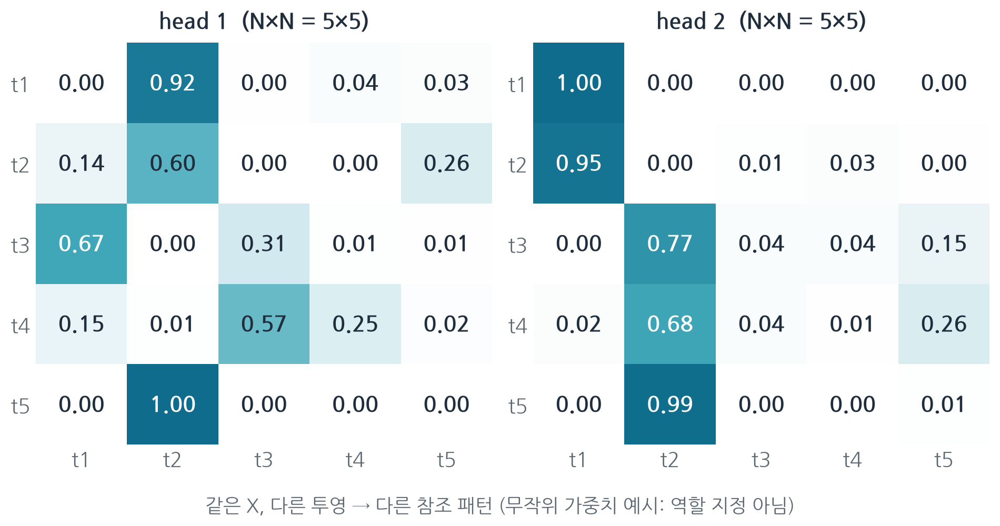 head 1 (N×N = 5×5)
t1 0.00 0.92 0.00 0.04 0.03
t2 0.14 0.60 0.00 0.00 0.26
t3 0.67 0.00 0.31 0.01 0.01
t4 0.15 0.01 0.57 0.25 0.02
t5 0.00 1.00 0.00 0.00 0.00
t1 t2 t3 t4 t5
head 2 (N×N = 5×5)
t1 1.00 0.00 0.00 0.00 0.00
t2 0.95 0.00 0.01 0.03 0.00
t3 0.00 0.77 0.04 0.04 0.15
t4 0.02 0.68 0.04 0.01 0.26
t5 0.00 0.99 0.00 0.00 0.01
t1 t2 t3 t4 t5
같은 X, 다른 투영 → 다른 참조 패턴 (무작위 가중치 예시: 역할 지정 아님)